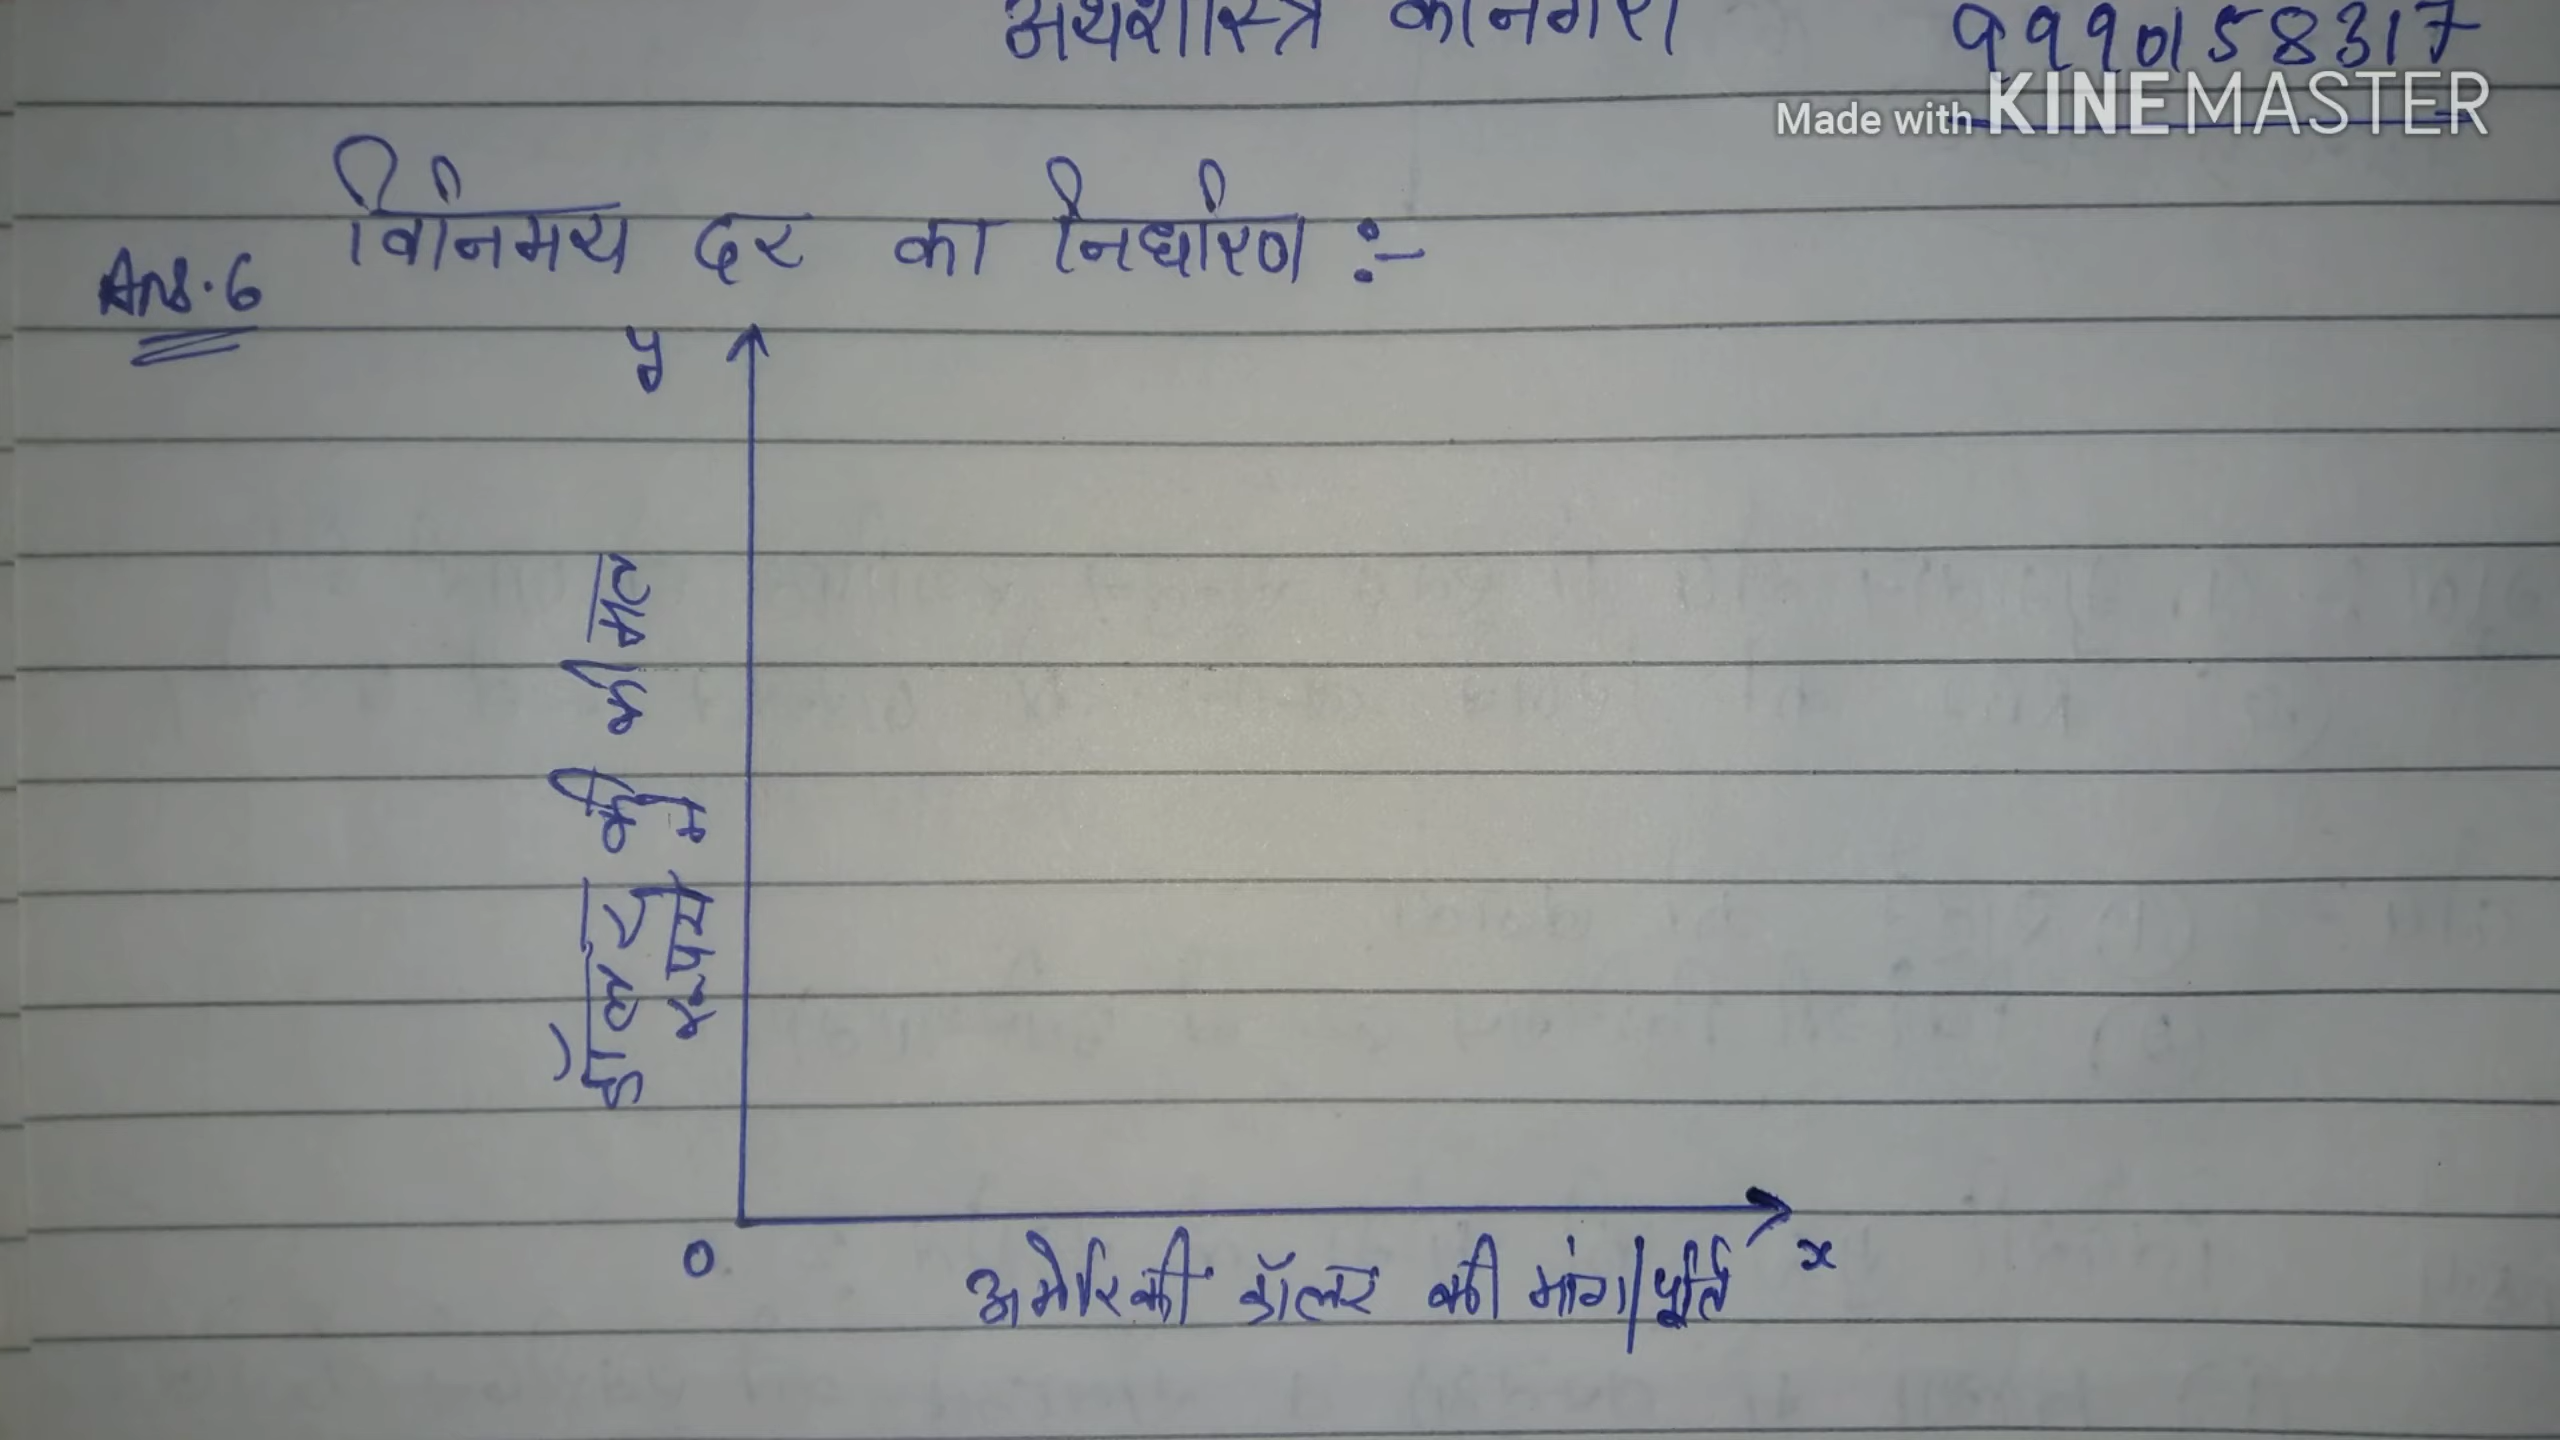 अर्थशास्त्र का नगरा 9990158317
Made with KINEMASTER
विनिमय दर का निर्धारण :-
Ans. 6
y
डॉलर की कीमत
रूपये में
0
x
अमेरिकी डॉलर की मांग/पूर्ति